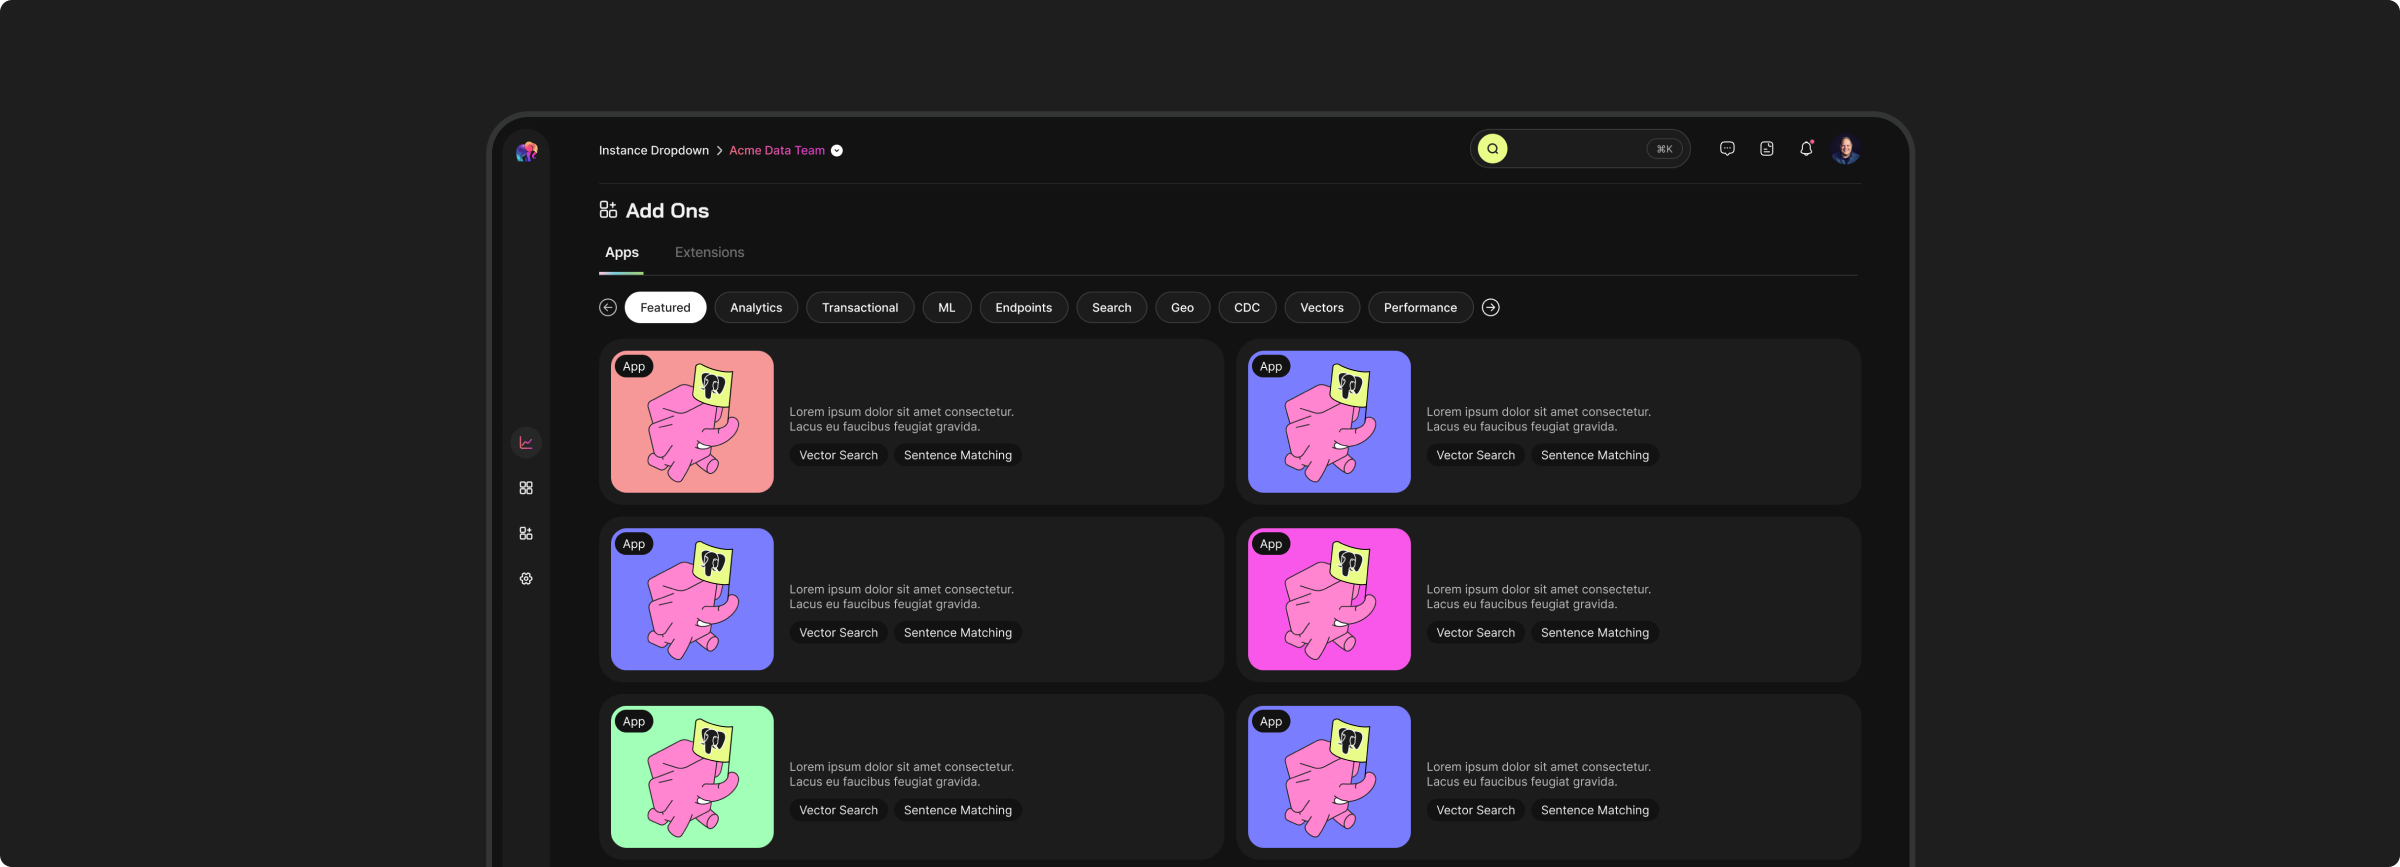 Instance Dropdown > Acme Data Team
⌘K
Add Ons
Apps Extensions
Featured Analytics Transactional ML Endpoints Search Geo CDC Vectors Performance
App
Lorem ipsum dolor sit amet consectetur.
Lacus eu faucibus feugiat gravida.
Vector Search Sentence Matching
App
Lorem ipsum dolor sit amet consectetur.
Lacus eu faucibus feugiat gravida.
Vector Search Sentence Matching
App
Lorem ipsum dolor sit amet consectetur.
Lacus eu faucibus feugiat gravida.
Vector Search Sentence Matching
App
Lorem ipsum dolor sit amet consectetur.
Lacus eu faucibus feugiat gravida.
Vector Search Sentence Matching
App
Lorem ipsum dolor sit amet consectetur.
Lacus eu faucibus feugiat gravida.
Vector Search Sentence Matching
App
Lorem ipsum dolor sit amet consectetur.
Lacus eu faucibus feugiat gravida.
Vector Search Sentence Matching